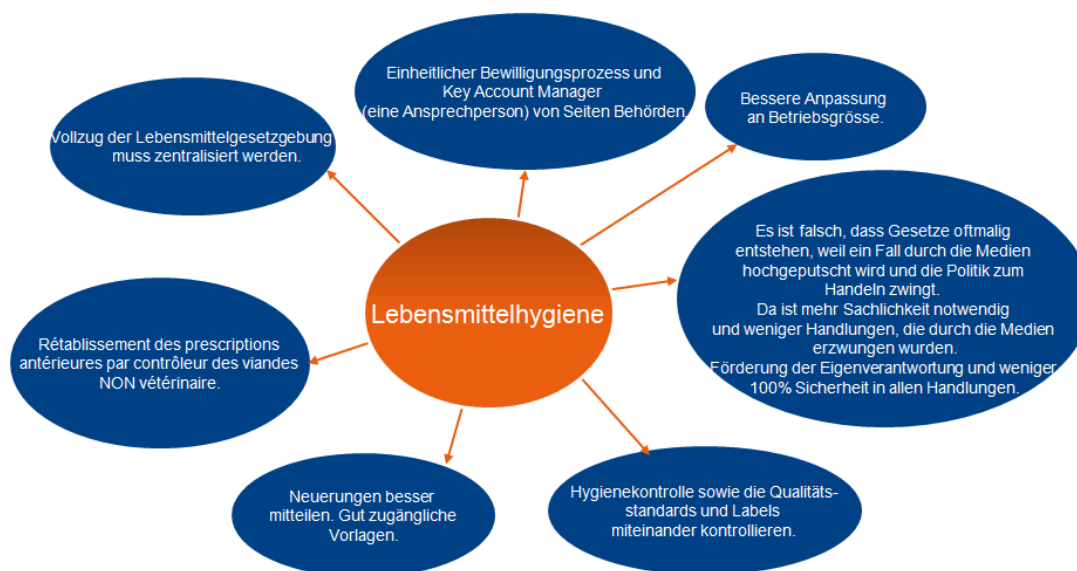 Einheitlicher Bewilligungsprozess und
Key Account Manager
(eine Ansprechperson) von Seiten Behörden.
Bessere Anpassung
an Betriebsgrösse.
Vollzug der Lebensmittelgesetzgebung
muss zentralisiert werden.
Es ist falsch, dass Gesetze oftmalig
entstehen, weil ein Fall durch die Medien
hochgeputscht wird und die Politik zum
Handeln zwingt.
Da ist mehr Sachlichkeit notwendig
und weniger Handlungen, die durch die Medien
erzwungen wurden.
Förderung der Eigenverantwortung und weniger
100% Sicherheit in allen Handlungen.
Lebensmittelhygiene
Rétablissement des prescriptions
antérieures par contrôleur des viandes
NON vétérinaire.
Neuerungen besser
mitteilen. Gut zugängliche
Vorlagen.
Hygienekontrolle sowie die Qualitäts-
standards und Labels
miteinander kontrollieren.